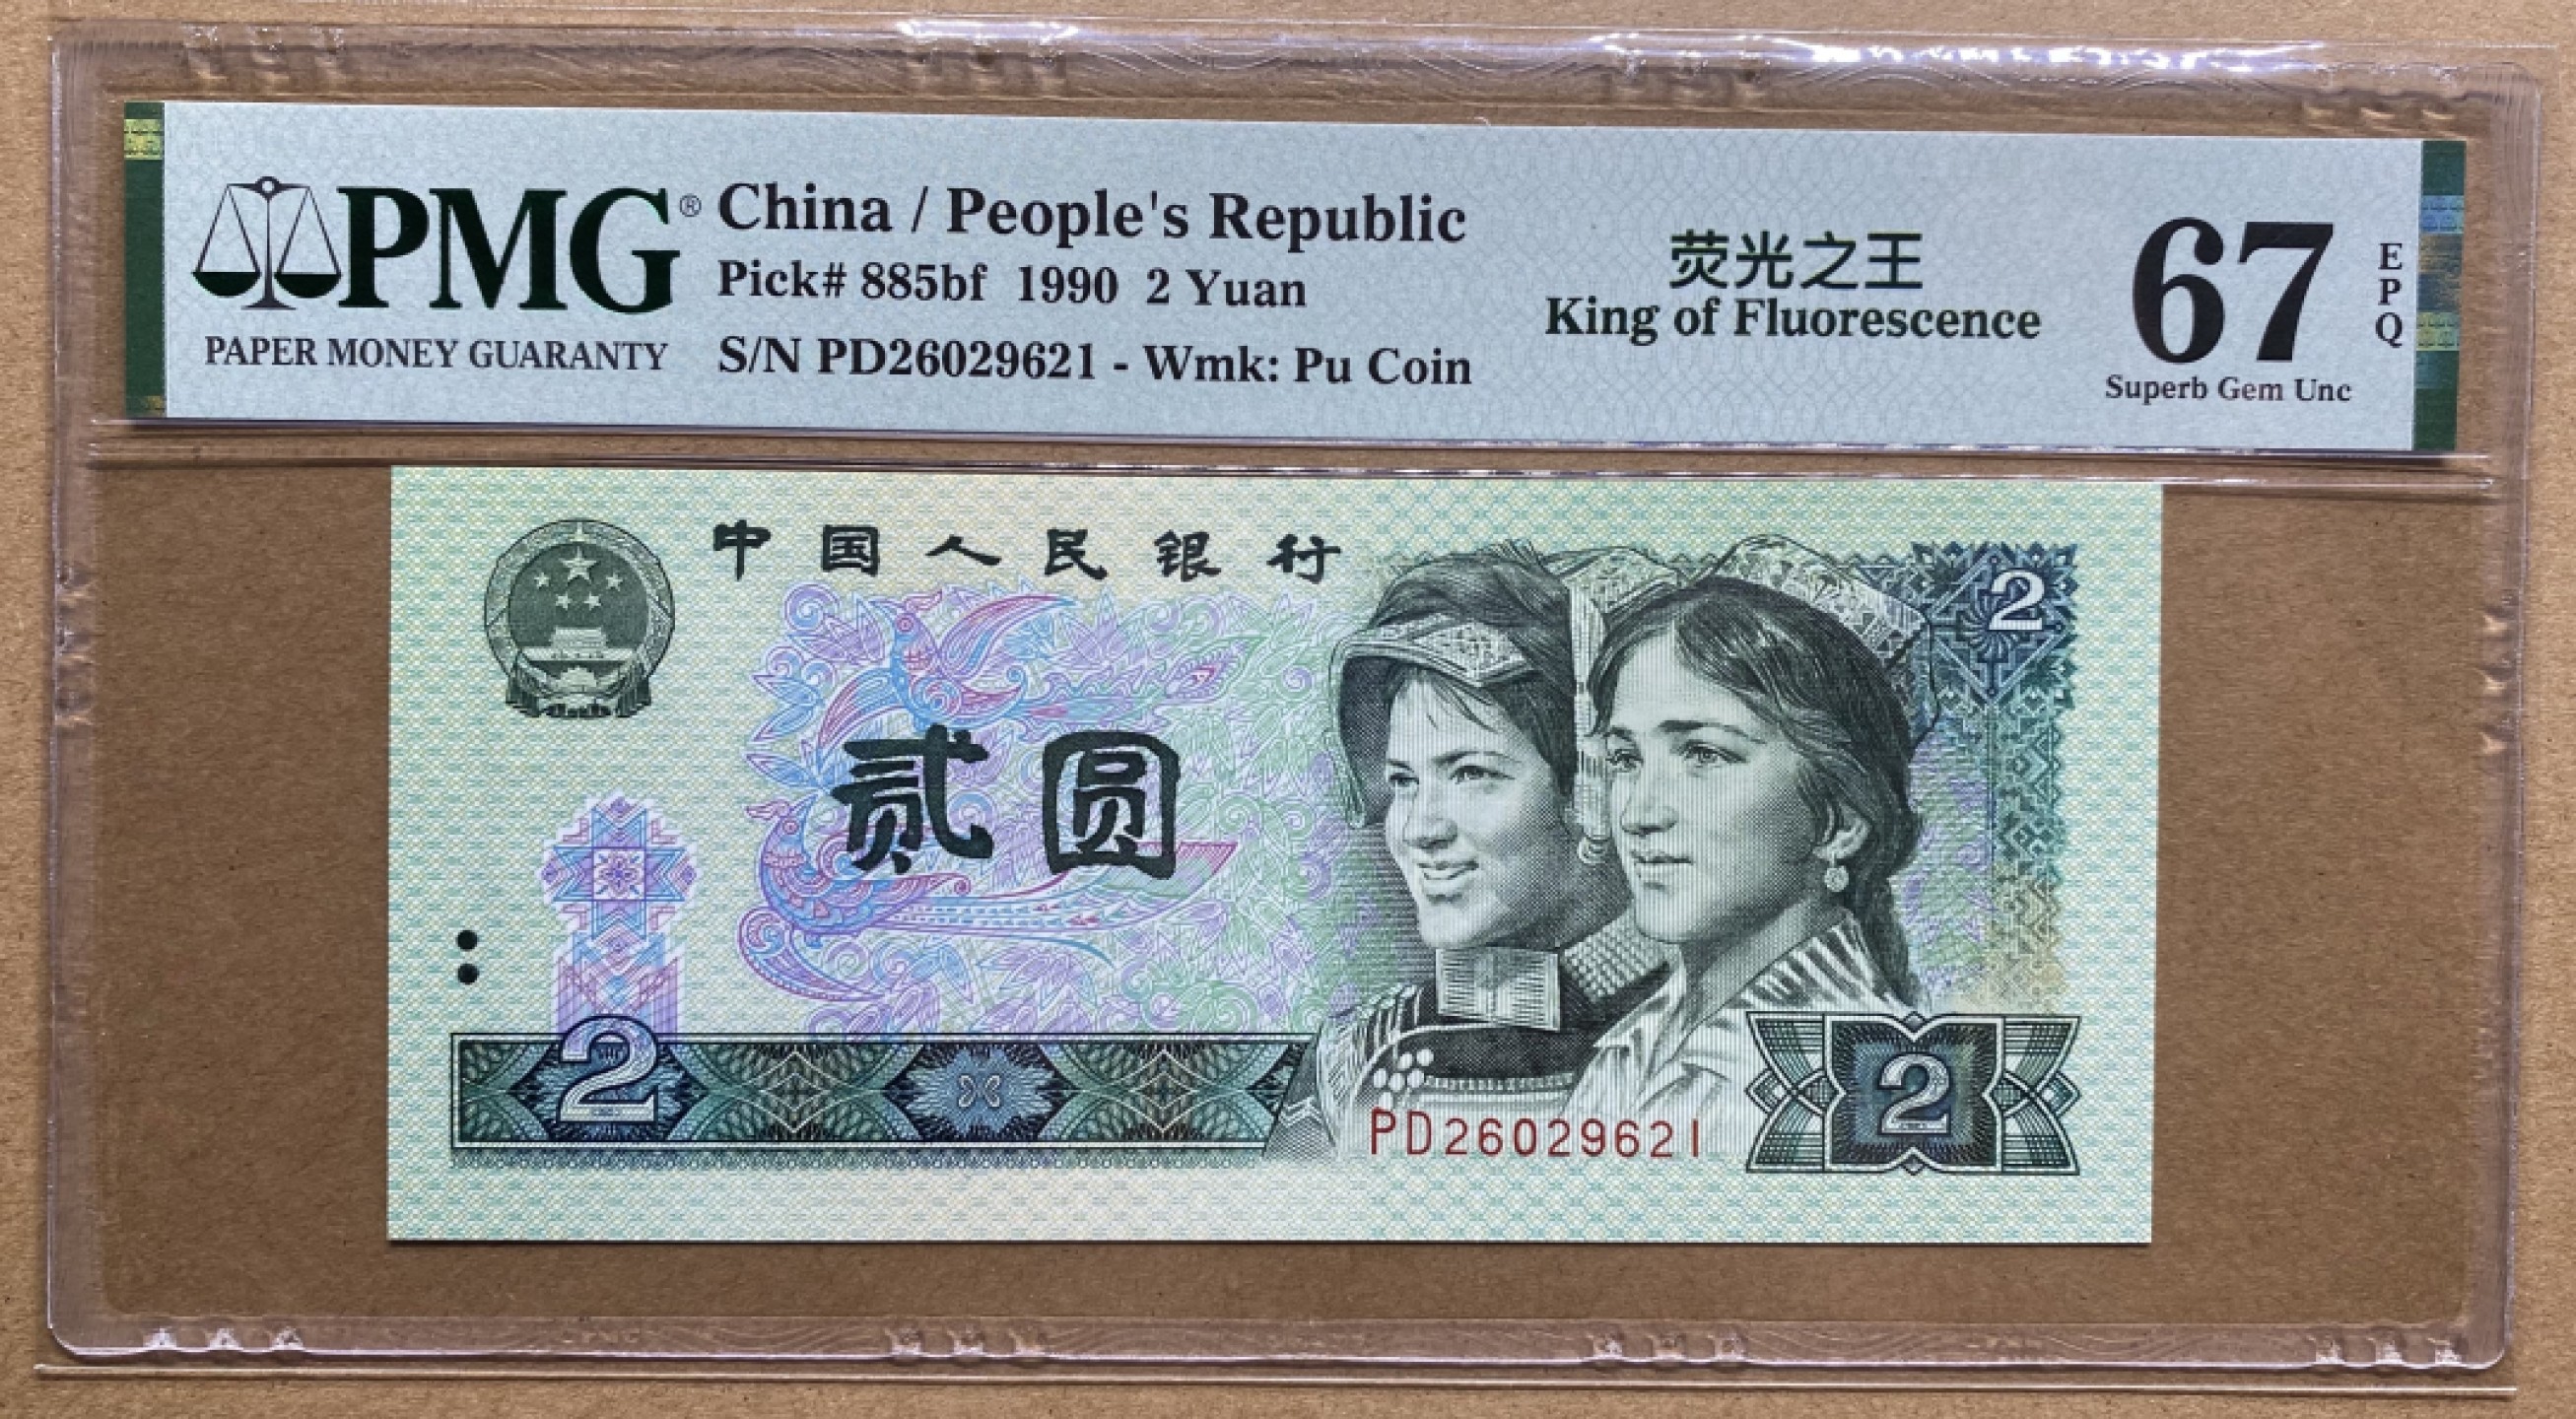 PMG®
PAPER MONEY GUARANTY
China / People's Republic
Pick# 885bf 1990 2 Yuan
S/N PD26029621 - Wmk: Pu Coin
荧光之王
King of Fluorescence
67
EPQ
Superb Gem Unc
中国人民银行
2
贰圆
2
PD26029621
2